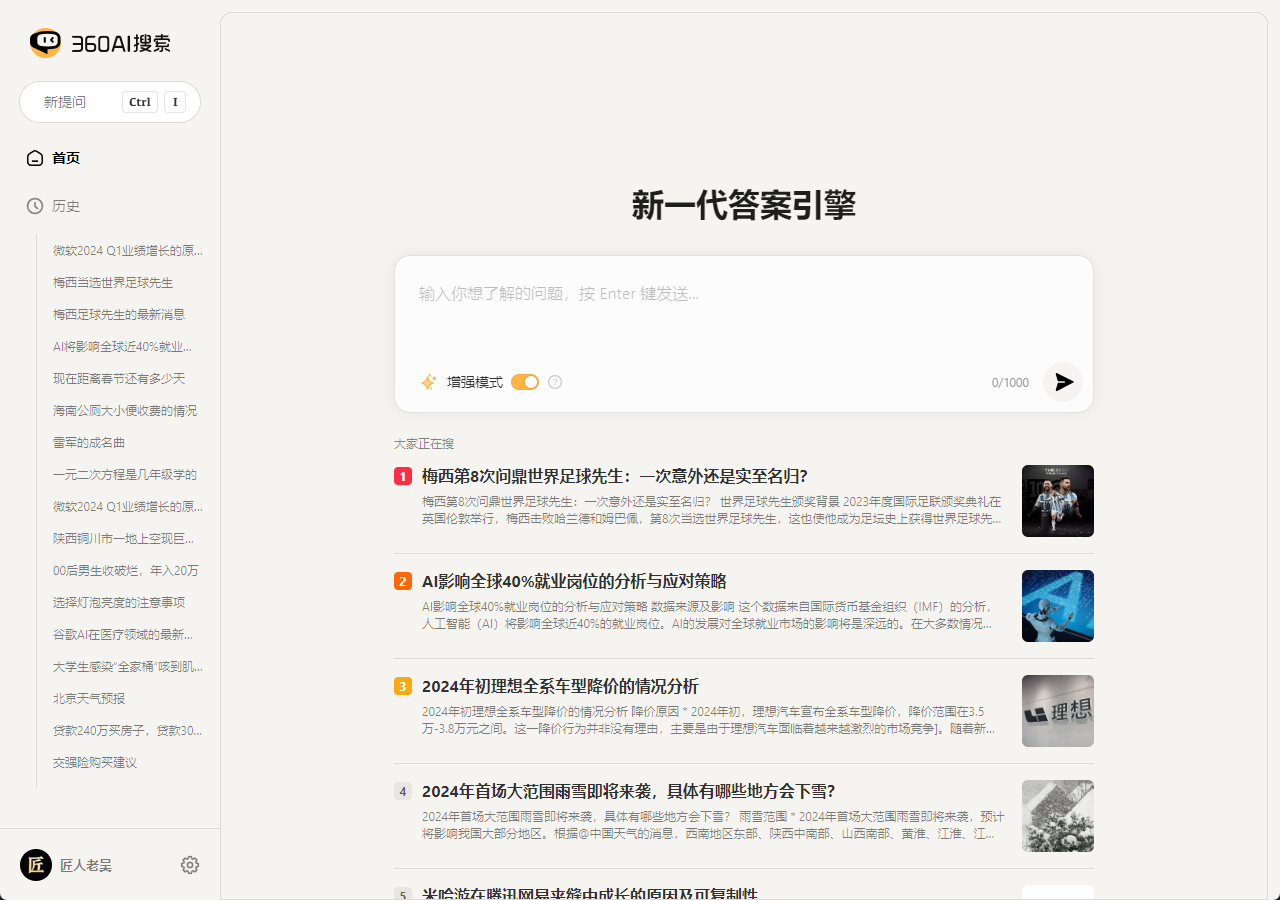 360AI搜索
新提问 Ctrl I
首页
历史
微软2024 Q1业绩增长的原...
梅西当选世界足球先生
梅西足球先生的最新消息
AI将影响全球近40%就业...
现在距离春节还有多少天
海南公厕大小便收费的情况
雷军的成名曲
一元二次方程是几年级学的
微软2024 Q1业绩增长的原...
陕西铜川市一地上空现巨...
00后男生收破烂，年入20万
选择灯泡亮度的注意事项
谷歌AI在医疗领域的最新...
大学生感染“全家桶”咳到肌...
北京天气预报
贷款240万买房子，贷款30...
交强险购买建议
匠 匠人老吴
新一代答案引擎
输入你想了解的问题，按 Enter 键发送...
增强模式 ? 0/1000
大家正在搜
1 梅西第8次问鼎世界足球先生：一次意外还是实至名归？
梅西第8次问鼎世界足球先生：一次意外还是实至名归？ 世界足球先生颁奖背景 2023年度国际足联颁奖典礼在
英国伦敦举行，梅西击败哈兰德和姆巴佩，第8次当选世界足球先生，这也使他成为足坛史上获得世界足球先...
THE BEST
2 AI影响全球40%就业岗位的分析与应对策略
AI影响全球40%就业岗位的分析与应对策略 数据来源及影响 这个数据来自国际货币基金组织（IMF）的分析，
人工智能（AI）将影响全球近40%的就业岗位。AI的发展对全球就业市场的影响将是深远的。在大多数情况...
3 2024年初理想全系车型降价的情况分析
2024年初理想全系车型降价的情况分析 降价原因 * 2024年初，理想汽车宣布全系车型降价，降价范围在3.5
万-3.8万元之间。这一降价行为并非没有理由，主要是由于理想汽车面临着越来越激烈的市场竞争]。随着新...
理想
4 2024年首场大范围雨雪即将来袭，具体有哪些地方会下雪？
2024年首场大范围雨雪即将来袭，具体有哪些地方会下雪？ 雨雪范围 * 2024年首场大范围雨雪即将来袭，预计
将影响我国大部分地区。根据@中国天气的消息，西南地区东部、陕西中南部、山西南部、黄淮、江淮、江...
5 米哈游在腾讯网易夹缝中成长的原因及可复制性